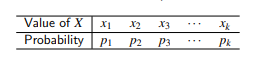 Value of X x₁ x₂ x₃ ⋯ xₖ
Probability p₁ p₂ p₃ ⋯ pₖ